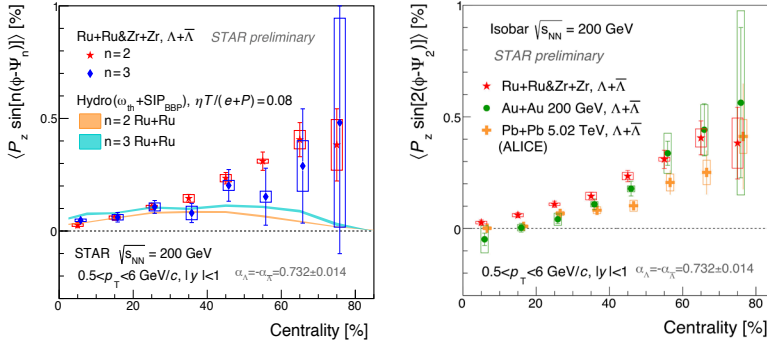 ⟨P_z sin[n(ϕ-Ψ_n)]⟩ [%]
1
0.5
0
0 20 40 60 80
Centrality [%]
Ru+Ru&Zr+Zr, Λ+Λ̅
STAR preliminary
n=2
n=3
Hydro(ω_th+SIP_BBP) ηT/(e+P)=0.08
n=2 Ru+Ru
n=3 Ru+Ru
STAR √s_NN = 200 GeV
0.5<p_T<6 GeV/c, |y|<1 α_Λ=-α_Λ̅=0.732±0.014
⟨P_z sin[2(ϕ-Ψ_2)]⟩ [%]
1
0.5
0
0 20 40 60 80
Centrality [%]
Isobar √s_NN = 200 GeV
STAR preliminary
Ru+Ru&Zr+Zr, Λ+Λ̅
Au+Au 200 GeV, Λ+Λ̅
Pb+Pb 5.02 TeV, Λ+Λ̅
(ALICE)
0.5<p_T<6 GeV/c, |y|<1 α_Λ=-α_Λ̅=0.732±0.014